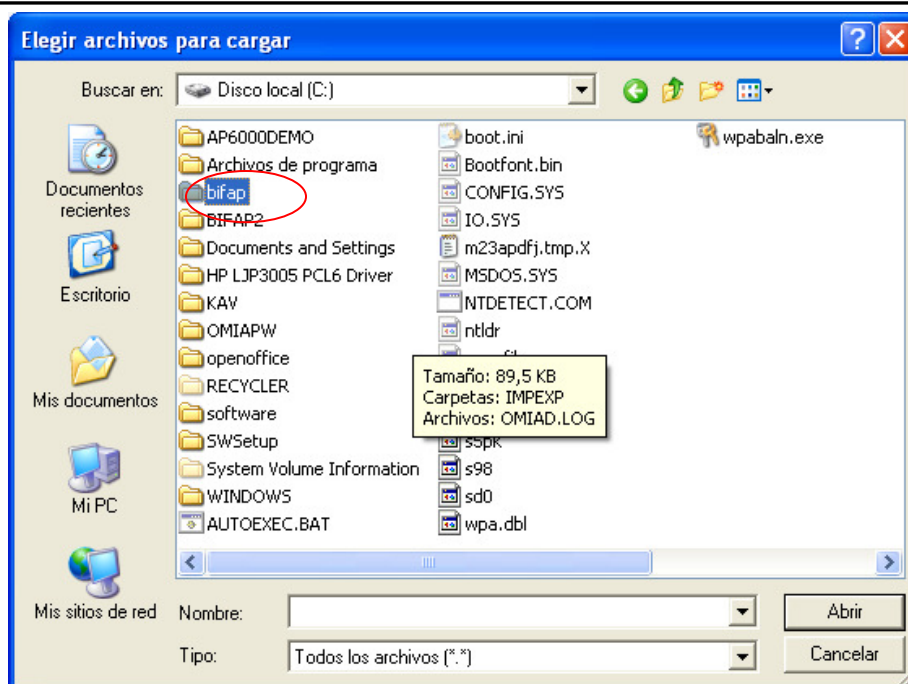 Elegir archivos para cargar
Buscar en:
Disco local (C:)
Documentos recientes
Escritorio
Mis documentos
Mi PC
Mis sitios de red
AP6000DEMO
Archivos de programa
bifap
BIFAP2
Documents and Settings
HP LJP3005 PCL6 Driver
KAV
OMIAPW
openoffice
RECYCLER
software
SWSetup
System Volume Information
WINDOWS
AUTOEXEC.BAT
boot.ini
Bootfont.bin
CONFIG.SYS
IO.SYS
m23apdfj.tmp.X
MSDOS.SYS
NTDETECT.COM
ntldr
Tamaño: 89,5 KB
Carpetas: IMPEXP
Archivos: OMIAD.LOG
s98
sd0
wpa.dbl
wpabaln.exe
Nombre:
Abrir
Tipo:
Todos los archivos (*.*)
Cancelar